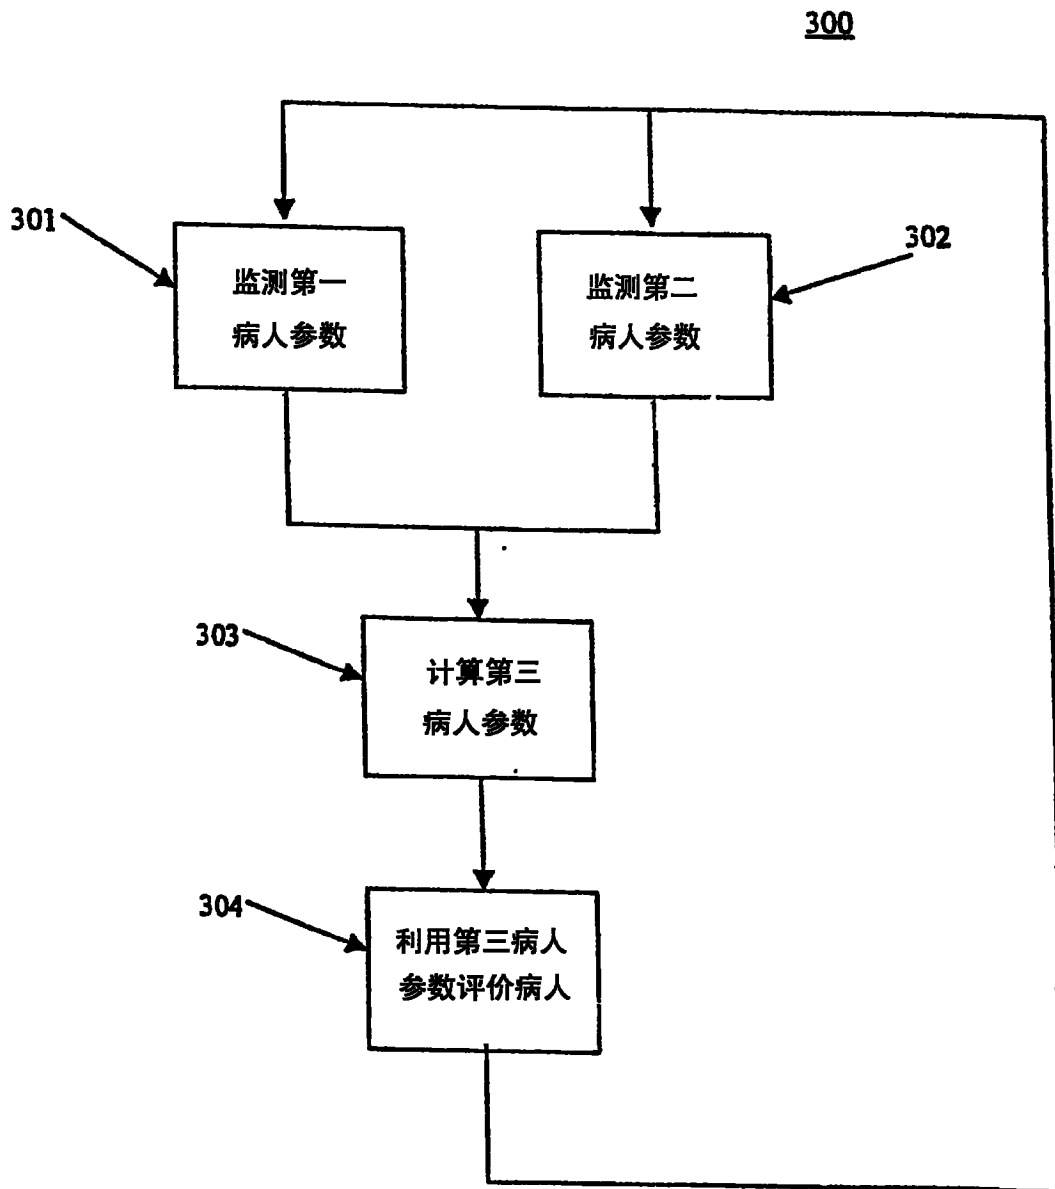 300
301
监测第一
病人参数
302
监测第二
病人参数
303
计算第三
病人参数
304
利用第三病人
参数评价病人